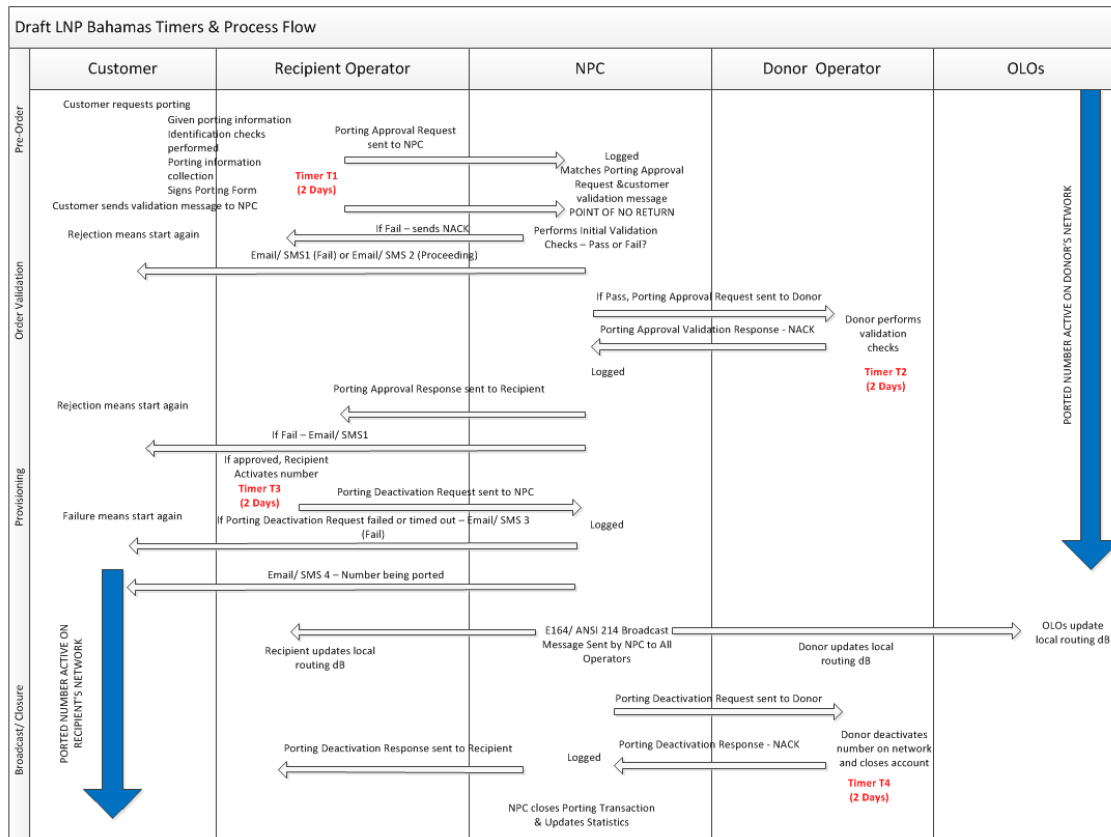 Draft LNP Bahamas Timers & Process Flow
Customer
Recipient Operator
NPC
Donor Operator
OLOs
Pre-Order
Customer requests porting
Given porting information
Identification checks
performed
Porting information
collection
Signs Porting Form
Customer sends validation message to NPC
Timer T1
(2 Days)
Porting Approval Request
sent to NPC
Logged
Matches Porting Approval
Request &customer
validation message
POINT OF NO RETURN
PORTED NUMBER ACTIVE ON DONOR'S NETWORK
Order Validation
Rejection means start again
If Fail – sends NACK
Performs Initial Validation
Checks – Pass or Fail?
Email/ SMS1 (Fail) or Email/ SMS 2 (Proceeding)
If Pass, Porting Approval Request sent to Donor
Porting Approval Validation Response - NACK
Donor performs
validation
checks
Logged
Timer T2
(2 Days)
Porting Approval Response sent to Recipient
Rejection means start again
If Fail – Email/ SMS1
Provisioning
If approved, Recipient
Activates number
Timer T3
(2 Days)
Porting Deactivation Request sent to NPC
Failure means start again
If Porting Deactivation Request failed or timed out – Email/ SMS 3
(Fail)
Logged
Email/ SMS 4 – Number being ported
PORTED NUMBER ACTIVE ON
RECIPIENT'S NETWORK
Broadcast/ Closure
E164/ ANSI 214 Broadcast
Message Sent by NPC to All
Operators
Recipient updates local
routing dB
Donor updates local
routing dB
OLOs update
local routing dB
Porting Deactivation Request sent to Donor
Donor deactivates
number on network
and closes account
Porting Deactivation Response - NACK
Logged
Porting Deactivation Response sent to Recipient
Timer T4
(2 Days)
NPC closes Porting Transaction
& Updates Statistics